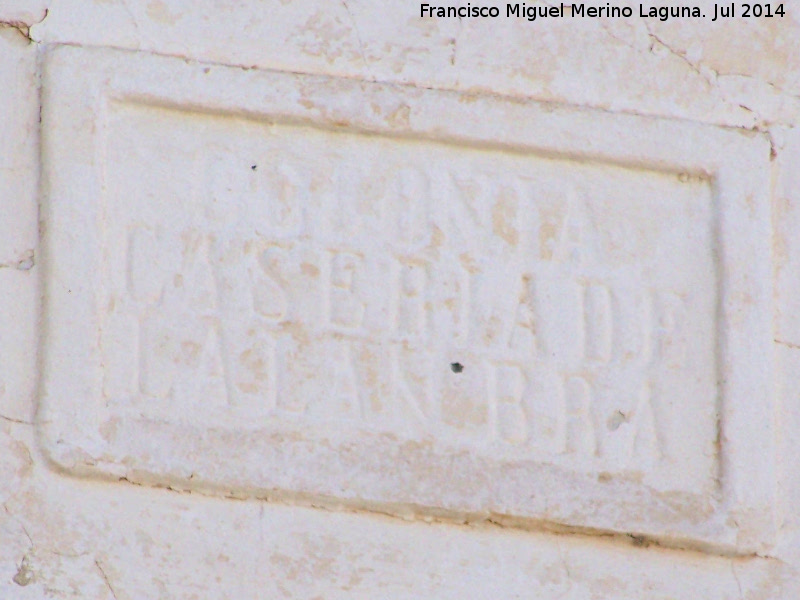 Francisco Miguel Merino Laguna. Jul 2014
COLONIA
CASERIA DE